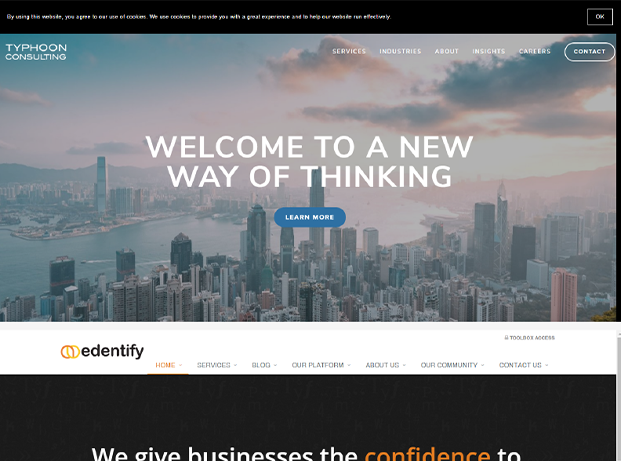 By using this website, you agree to our use of cookies. We use cookies to provide you with a great experience and to help our website run effectively.
OK
TYPHOON
CONSULTING
SERVICES INDUSTRIES ABOUT INSIGHTS CAREERS CONTACT
WELCOME TO A NEW
WAY OF THINKING
LEARN MORE
TOOLBOX ACCESS
edentify
HOME SERVICES BLOG OUR PLATFORM ABOUT US OUR COMMUNITY CONTACT US
We give businesses the confidence to